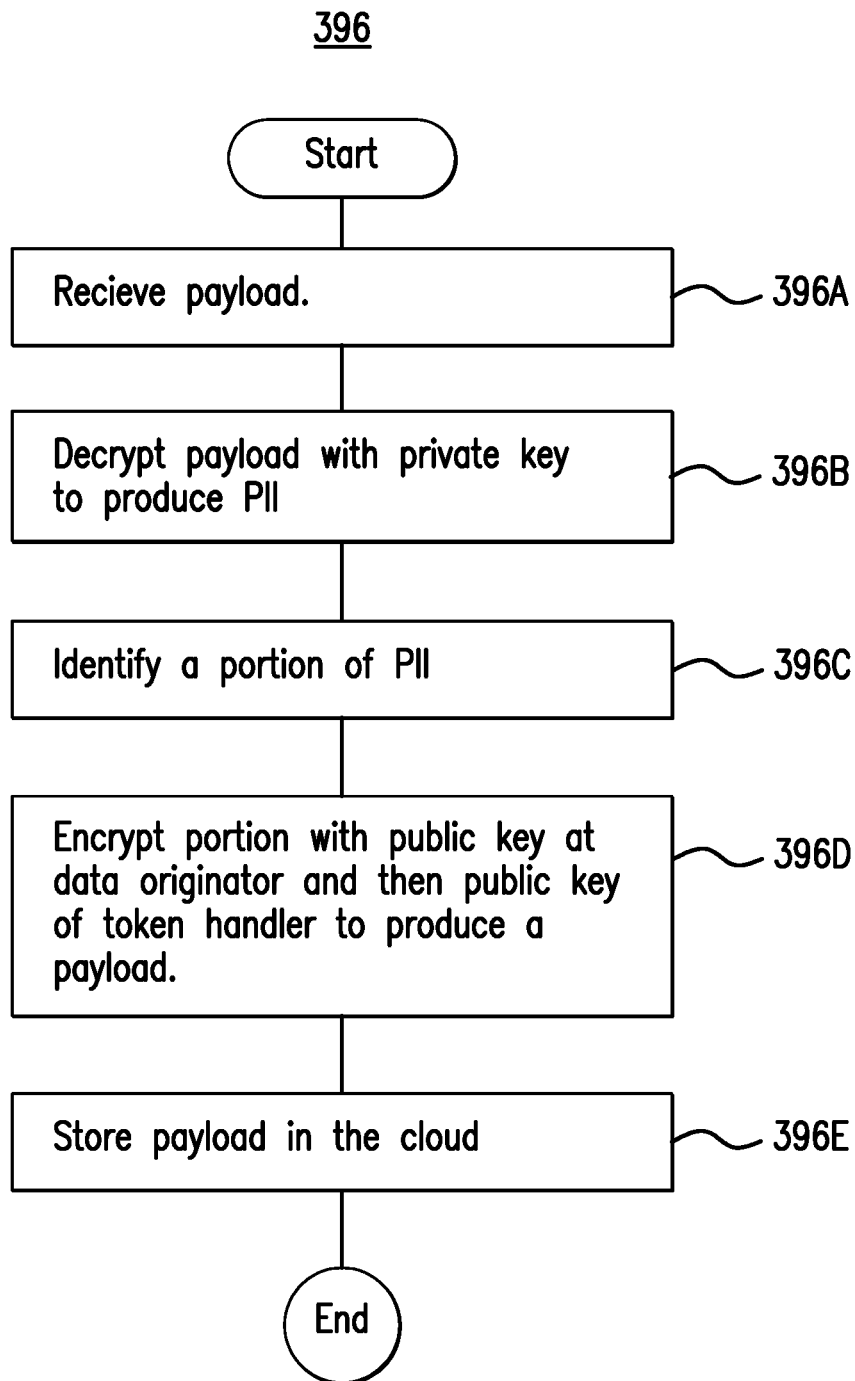 396
Start
Recieve payload.
396A
Decrypt payload with private key
to produce PII
396B
Identify a portion of PII
396C
Encrypt portion with public key at
data originator and then public key
of token handler to produce a
payload.
396D
Store payload in the cloud
396E
End